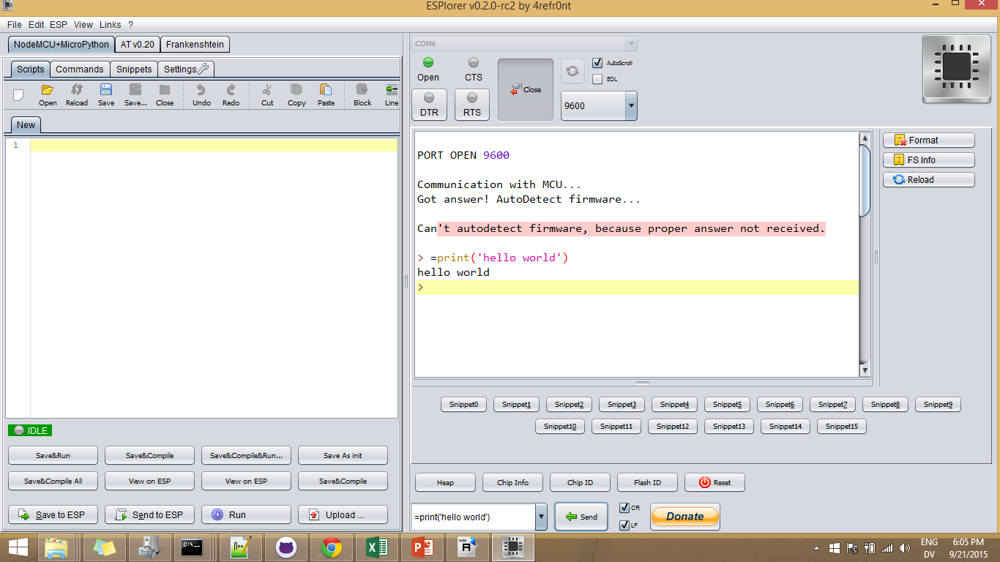 ESPlorer v0.2.0-rc2 by 4refr0nt
File Edit ESP View Links ?
NodeMCU+MicroPython AT v0.20 Frankenshtein
Scripts Commands Snippets Settings
Open Reload Save Save... Close Undo Redo Cut Copy Paste Block Line
New
1
IDLE
Save&Run Save&Compile Save&Compile&Run... Save As init
Save&Compile All View on ESP View on ESP Save&Compile
Save to ESP Send to ESP Run Upload ...
COM6
Open CTS Close AutoScroll
EOL
DTR RTS 9600
PORT OPEN 9600
Communication with MCU...
Got answer! AutoDetect firmware...
Can't autodetect firmware, because proper answer not received.
> =print('hello world')
hello world
>
Format
FS Info
Reload
Snippet0 Snippet1 Snippet2 Snippet3 Snippet4 Snippet5 Snippet6 Snippet7 Snippet8 Snippet9
Snippet10 Snippet11 Snippet12 Snippet13 Snippet14 Snippet15
Heap Chip Info Chip ID Flash ID Reset
=print('hello world') Send CR Donate
LF
ENG 6:05 PM
DV 9/21/2015